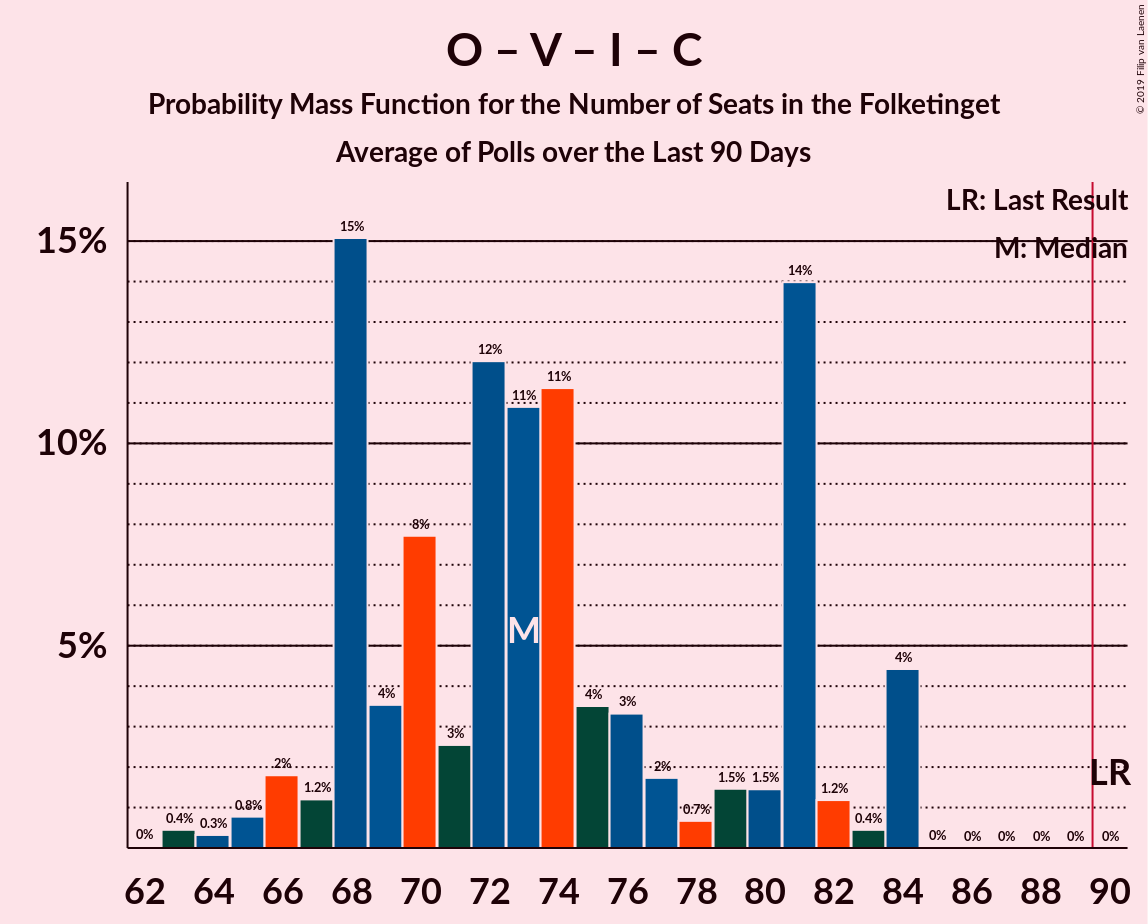 O – V – I – C
Probability Mass Function for the Number of Seats in the Folketinget
Average of Polls over the Last 90 Days
© 2019 Filip van Laenen
LR: Last Result
M: Median
15%
10%
5%
0% 0.4% 0.3% 0.8% 2% 1.2% 15% 4% 8% 3% 12% 11% 11% 4% 3% 2% 0.7% 1.5% 1.5% 14% 1.2% 0.4% 4% 0% 0% 0% 0% 0% 0%
M
LR
62 64 66 68 70 72 74 76 78 80 82 84 86 88 90